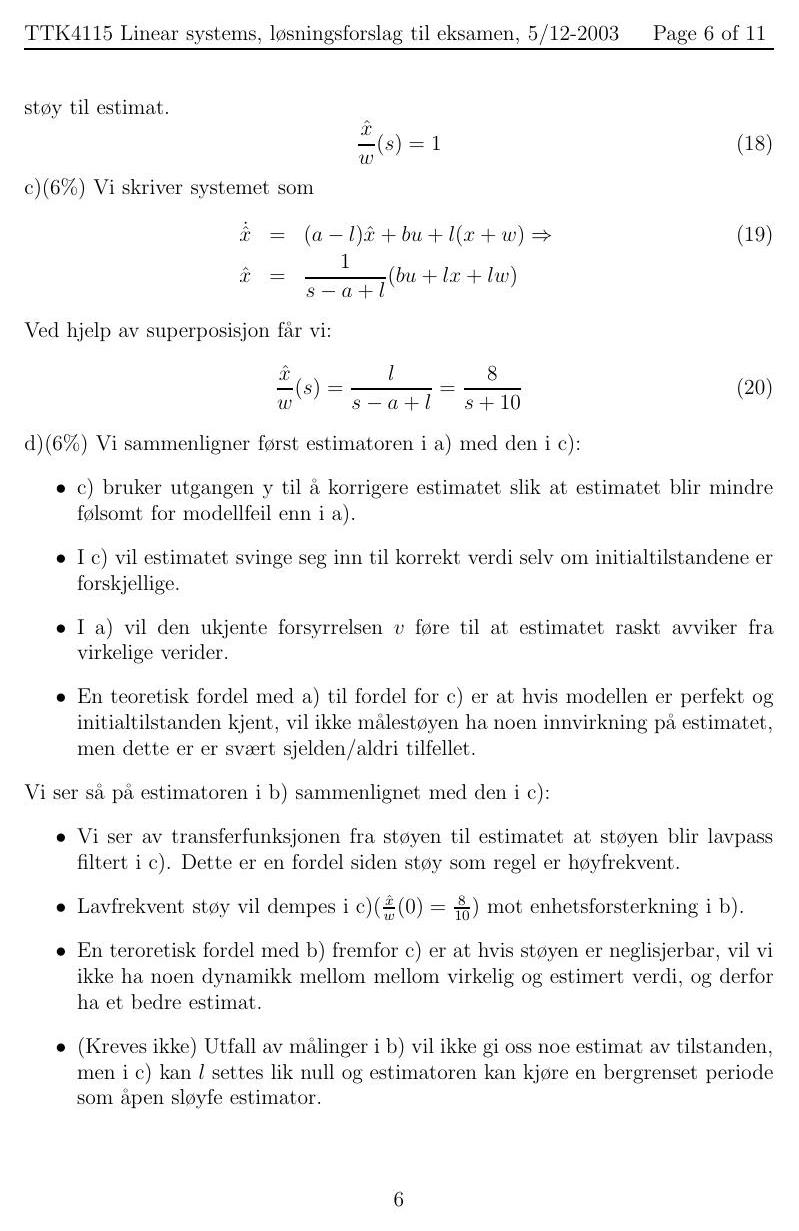 TTK4115 Linear systems, løsningsforslag til eksamen, 5/12-2003 Page 6 of 11
støy til estimat.
x̂/w(s) = 1 (18)
c)(6%) Vi skriver systemet som
x̂̇ = (a − l)x̂ + bu + l(x + w) ⇒ (19)
x̂ = 1/(s − a + l)(bu + lx + lw)
Ved hjelp av superposisjon får vi:
x̂/w(s) = l/(s − a + l) = 8/(s + 10) (20)
d)(6%) Vi sammenligner først estimatoren i a) med den i c):
• c) bruker utgangen y til å korrigere estimatet slik at estimatet blir mindre
følsomt for modellfeil enn i a).
• I c) vil estimatet svinge seg inn til korrekt verdi selv om initialtilstandene er
forskjellige.
• I a) vil den ukjente forsyrrelsen v føre til at estimatet raskt avviker fra
virkelige verider.
• En teoretisk fordel med a) til fordel for c) er at hvis modellen er perfekt og
initialtilstanden kjent, vil ikke målestøyen ha noen innvirkning på estimatet,
men dette er er svært sjelden/aldri tilfellet.
Vi ser så på estimatoren i b) sammenlignet med den i c):
• Vi ser av transferfunksjonen fra støyen til estimatet at støyen blir lavpass
filtert i c). Dette er en fordel siden støy som regel er høyfrekvent.
• Lavfrekvent støy vil dempes i c)(x̂/w(0) = 8/10) mot enhetsforsterkning i b).
• En teroretisk fordel med b) fremfor c) er at hvis støyen er neglisjerbar, vil vi
ikke ha noen dynamikk mellom mellom virkelig og estimert verdi, og derfor
ha et bedre estimat.
• (Kreves ikke) Utfall av målinger i b) vil ikke gi oss noe estimat av tilstanden,
men i c) kan l settes lik null og estimatoren kan kjøre en bergrenset periode
som åpen sløyfe estimator.
6